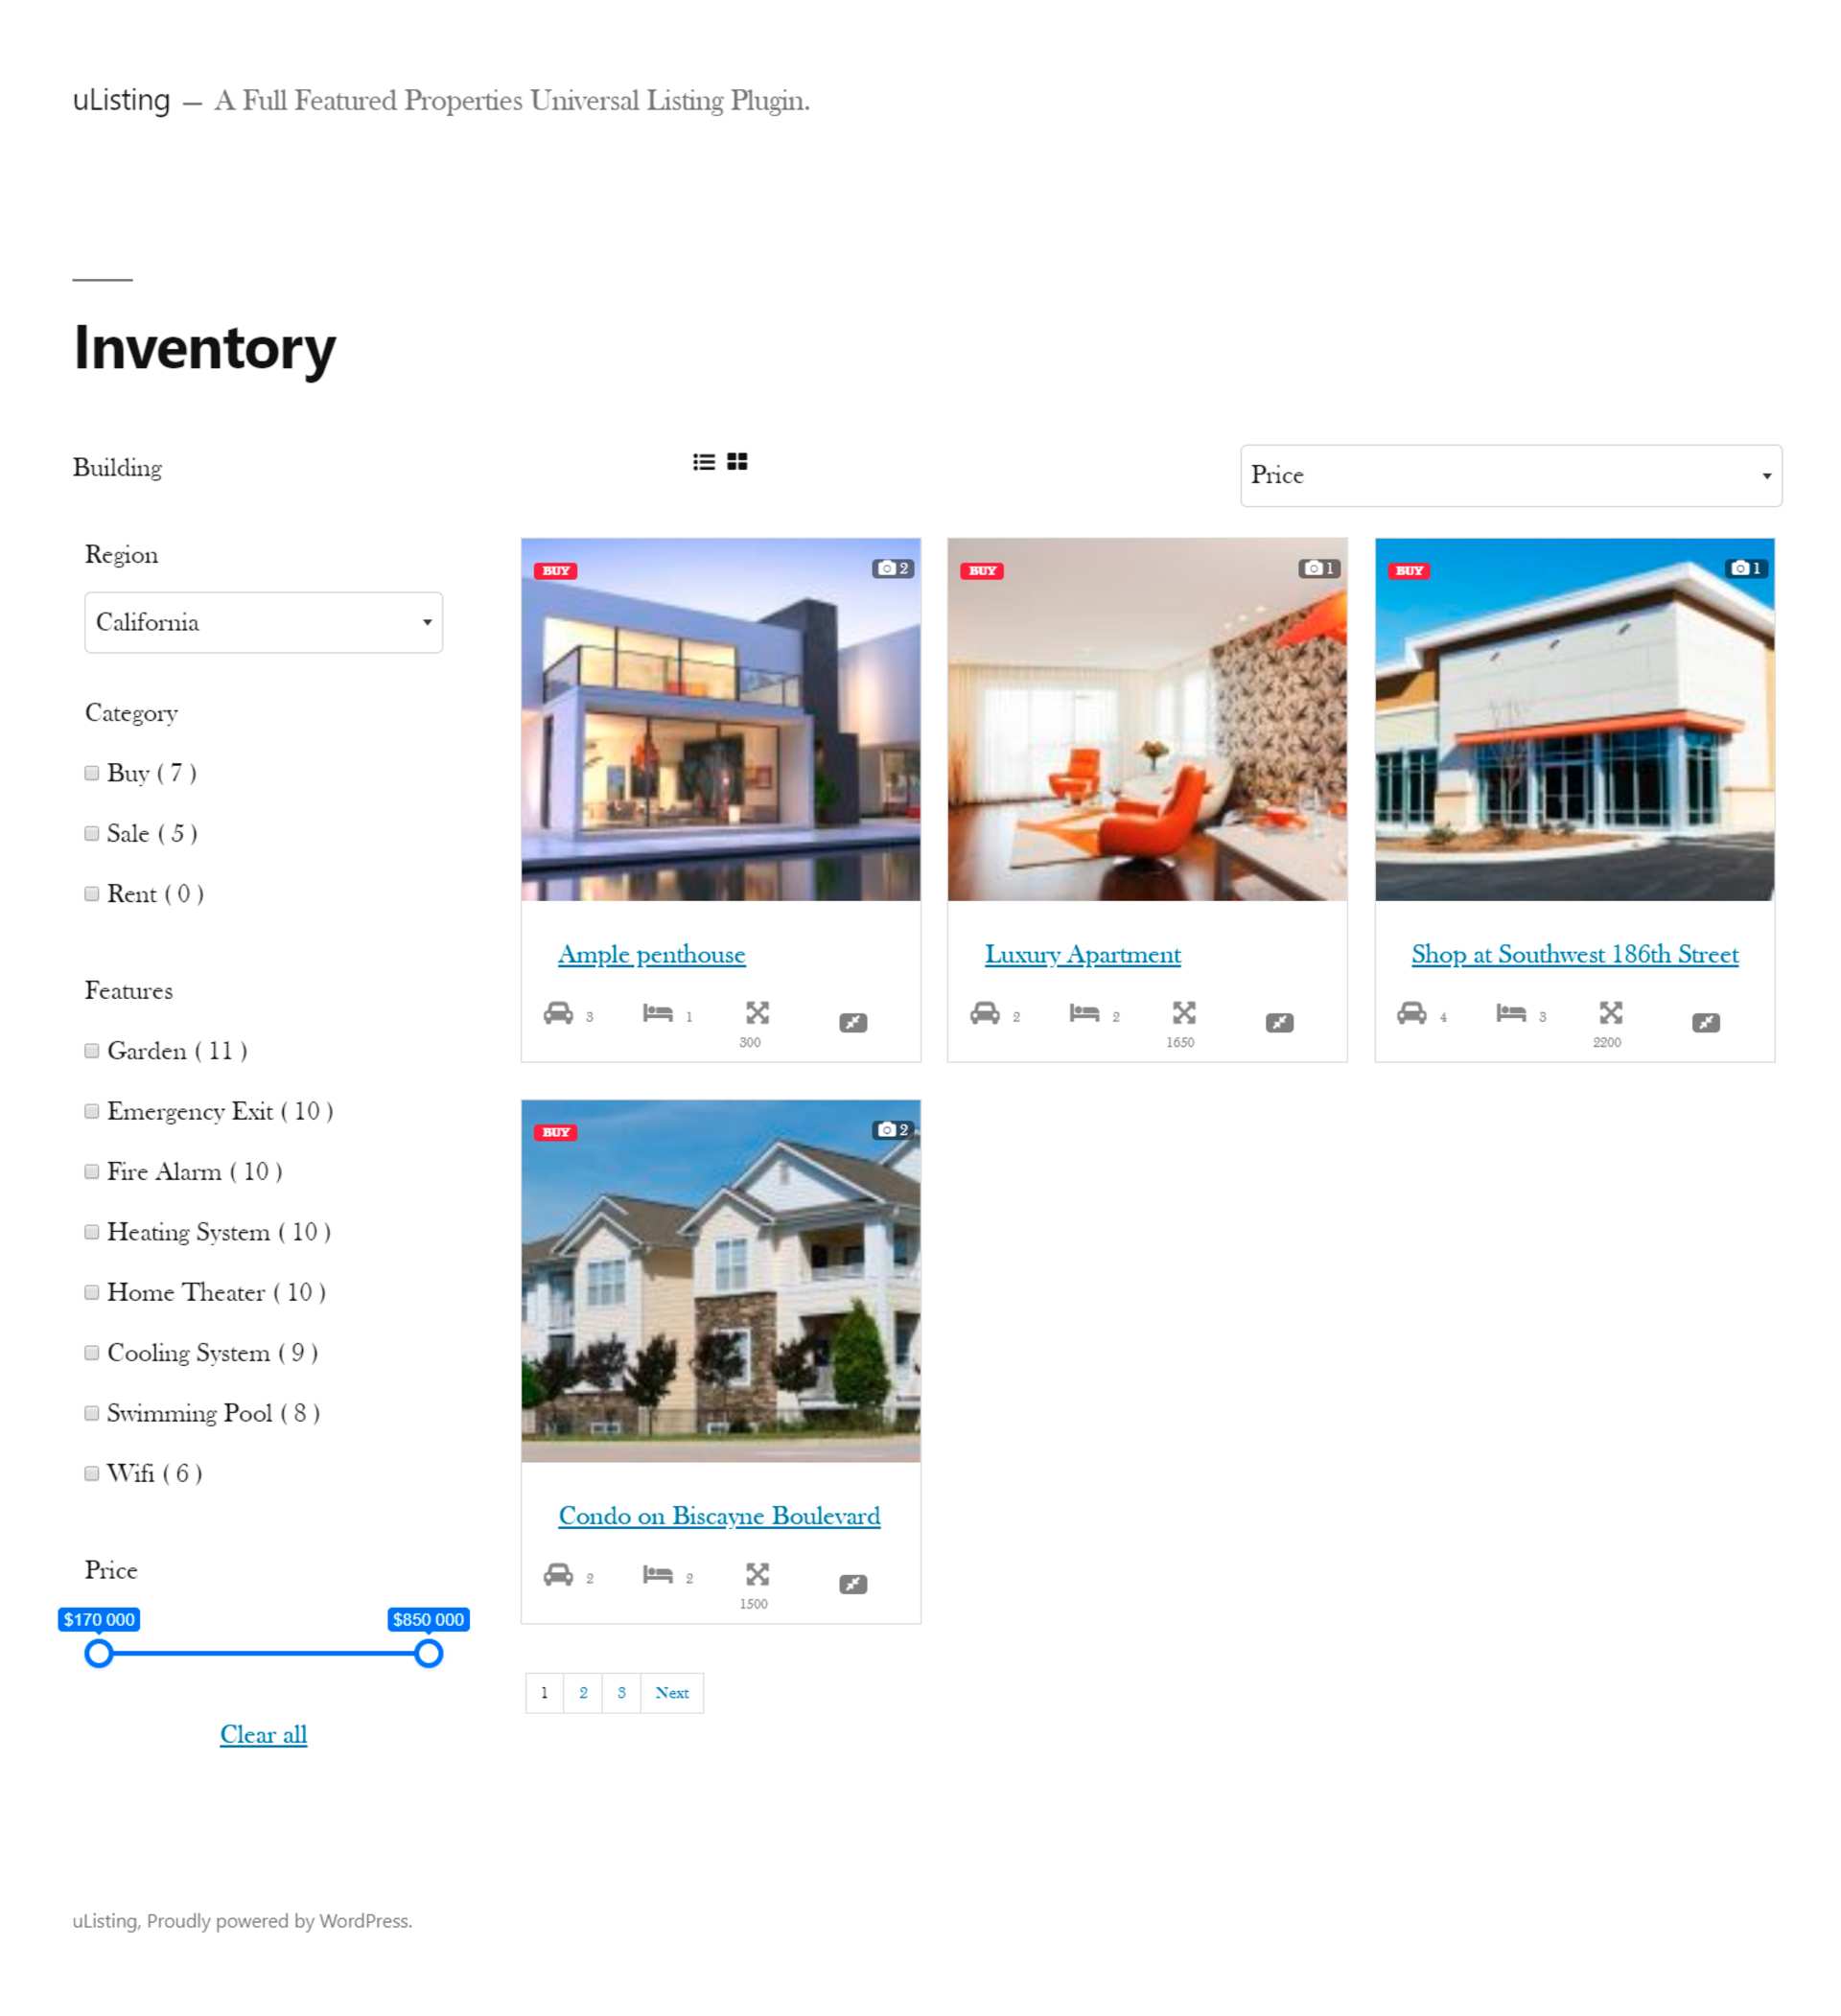 uListing — A Full Featured Properties Universal Listing Plugin.
Inventory
Building
Price
Region
California
Category
Buy ( 7 )
Sale ( 5 )
Rent ( 0 )
Features
Garden ( 11 )
Emergency Exit ( 10 )
Fire Alarm ( 10 )
Heating System ( 10 )
Home Theater ( 10 )
Cooling System ( 9 )
Swimming Pool ( 8 )
Wifi ( 6 )
Price
$170 000 $850 000
Clear all
BUY 2
Ample penthouse
3 1 300
BUY 1
Luxury Apartment
2 2 1650
BUY 1
Shop at Southwest 186th Street
4 3 2200
BUY 2
Condo on Biscayne Boulevard
2 2 1500
1 2 3 Next
uListing, Proudly powered by WordPress.